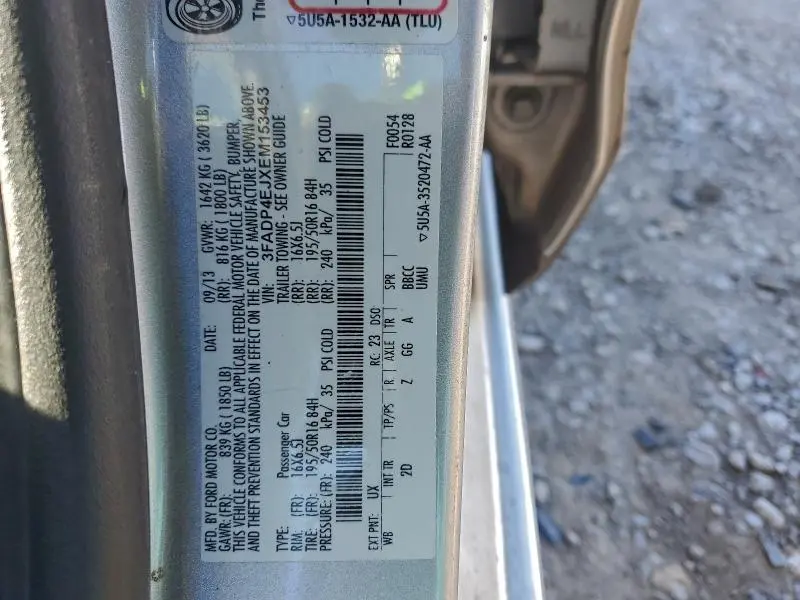 The
▽5U5A-1532-AA (TLU)
MFD. BY FORD MOTOR CO. DATE: 09/13 GVWR: 1642 KG ( 3620 LB)
GAWR: (FR): 839 KG ( 1850 LB) (RR): 816 KG ( 1800 LB)
THIS VEHICLE CONFORMS TO ALL APPLICABLE FEDERAL MOTOR VEHICLE SAFETY, BUMPER,
AND THEFT PREVENTION STANDARDS IN EFFECT ON THE DATE OF MANUFACTURE SHOWN ABOVE.
VIN: 3FADP4EJXEM153453
TYPE: Passenger Car TRAILER TOWING - SEE OWNER GUIDE
RIM: (FR): 16X6.5J (RR): 16X6.5J
TIRE: (FR): 195/50R16 84H (RR): 195/50R16 84H
PRESSURE: (FR): 240 kPa/ 35 PSI COLD (RR): 240 kPa/ 35 PSI COLD
EXT PNT: UX RC: 23 DSO: F0054
WB INT TR TP/PS R AXLE TR SPR R0128
2D Z GG A BBCC
UMU ▽5U5A-3520472-AA